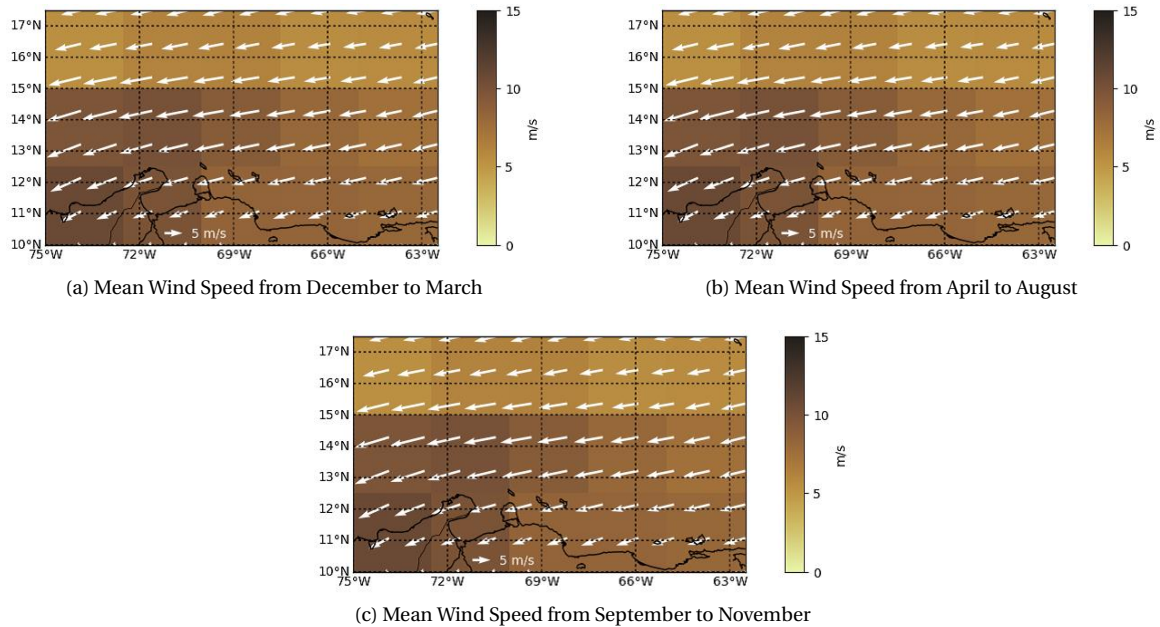 17°N
16°N
15°N
14°N
13°N
12°N
11°N
10°N
75°W 72°W 69°W 66°W 63°W
5 m/s
15
10
5
0
m/s
(a) Mean Wind Speed from December to March
17°N
16°N
15°N
14°N
13°N
12°N
11°N
10°N
75°W 72°W 69°W 66°W 63°W
5 m/s
15
10
5
0
m/s
(b) Mean Wind Speed from April to August
17°N
16°N
15°N
14°N
13°N
12°N
11°N
10°N
75°W 72°W 69°W 66°W 63°W
5 m/s
15
10
5
0
m/s
(c) Mean Wind Speed from September to November